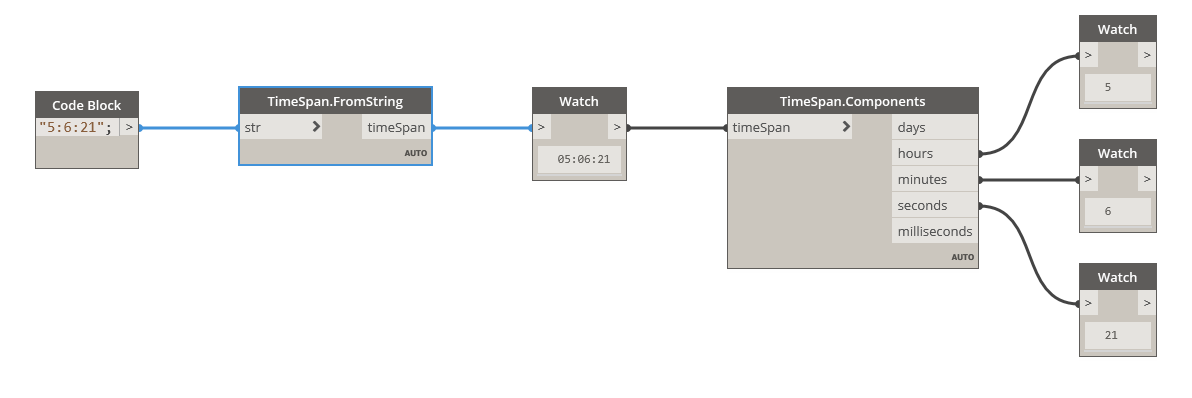 Code Block
"5:6:21"; >
TimeSpan.FromString
str > timeSpan
AUTO
Watch
> >
05:06:21
TimeSpan.Components
timeSpan > days
hours
minutes
seconds
milliseconds
AUTO
Watch
> >
5
Watch
> >
6
Watch
> >
21